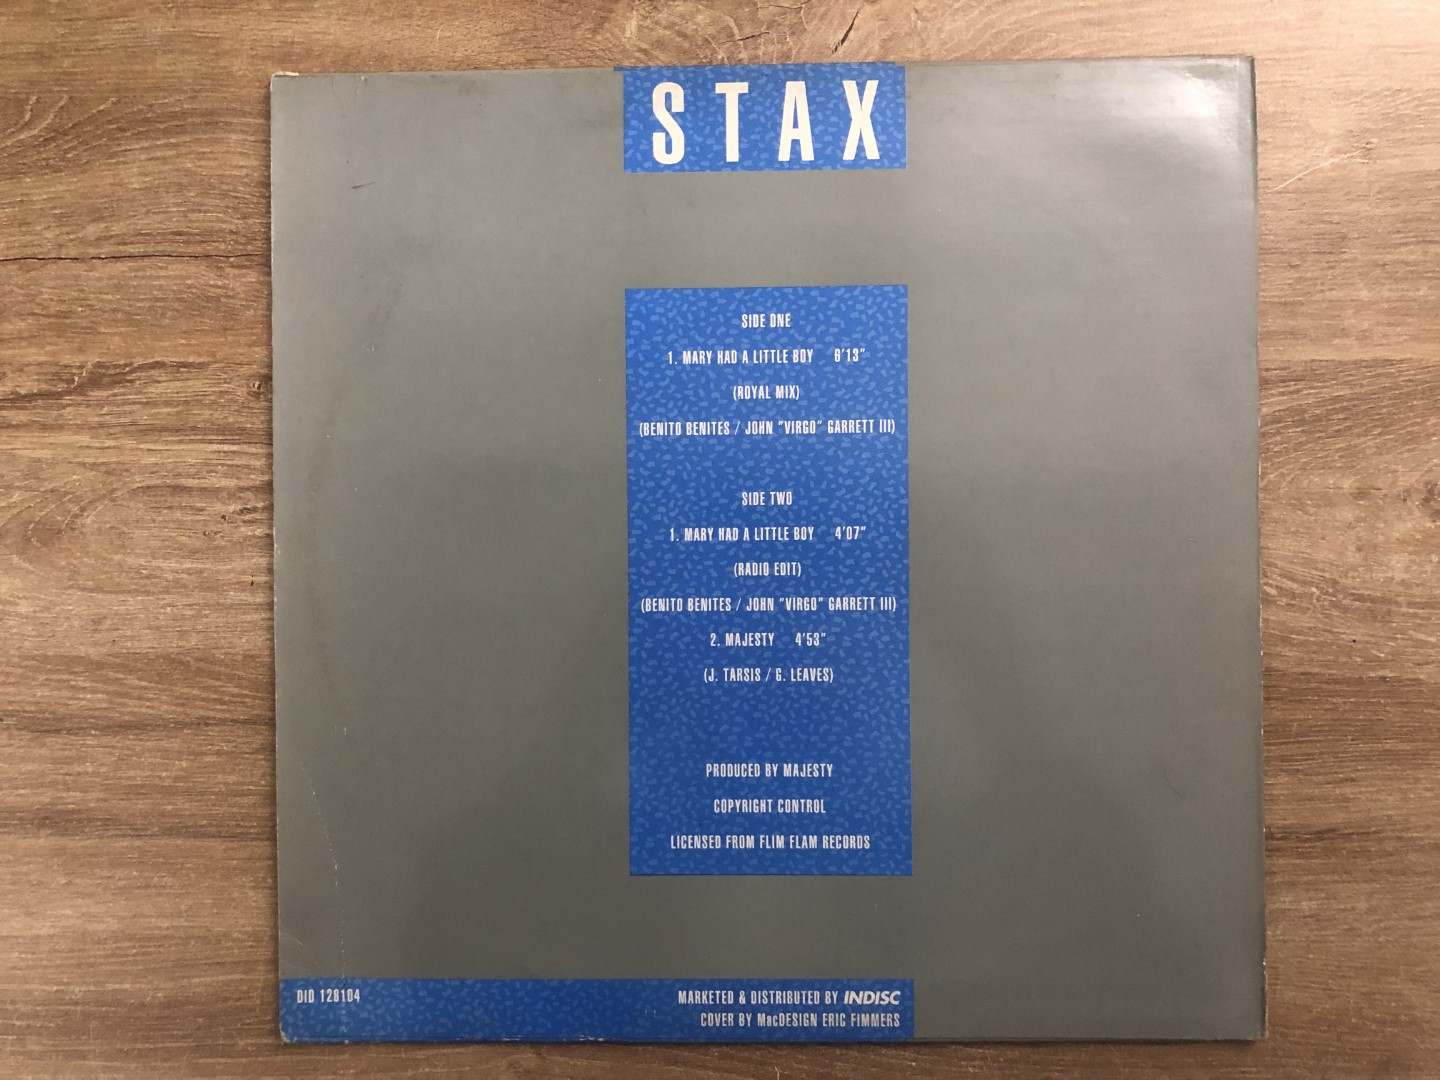 STAX
SIDE ONE
1. MARY HAD A LITTLE BOY 6'13"
(ROYAL MIX)
(BENITO BENITES / JOHN "VIRGO" GARRETT III)
SIDE TWO
1. MARY HAD A LITTLE BOY 4'07"
(RADIO EDIT)
(BENITO BENITES / JOHN "VIRGO" GARRETT III)
2. MAJESTY 4'53"
(J. TARSIS / G. LEAVES)
PRODUCED BY MAJESTY
COPYRIGHT CONTROL
LICENSED FROM FLIM FLAM RECORDS
DID 128104
MARKETED & DISTRIBUTED BY INDISC
COVER BY MacDESIGN ERIC FIMMERS